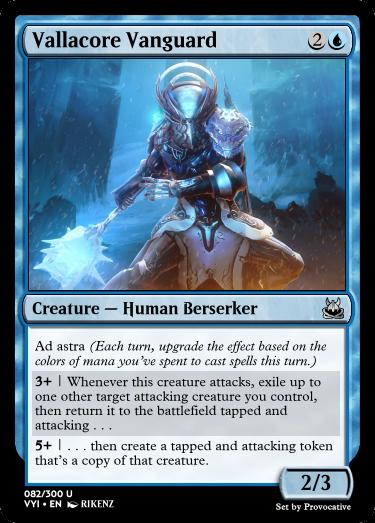 Vallacore Vanguard 2
Creature — Human Berserker
Ad astra (Each turn, upgrade the effect based on the
colors of mana you've spent to cast spells this turn.)
3+ | Whenever this creature attacks, exile up to
one other target attacking creature you control,
then return it to the battlefield tapped and
attacking . . .
5+ | . . . then create a tapped and attacking token
that's a copy of that creature.
2/3
082/300 U
VYI • EN RIKENZ
Set by Provocative